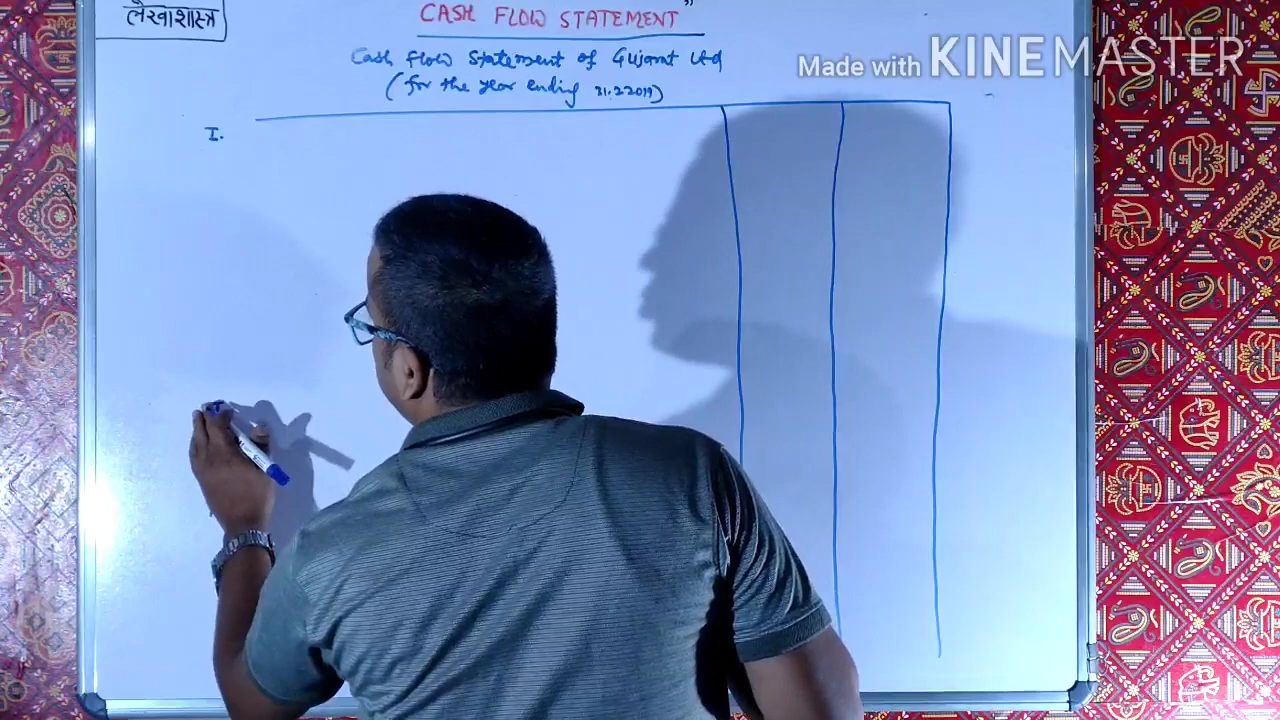 लेखाशास्त्र
CASH FLOW STATEMENT"
Cash Flow Statement of Gujarat Ltd
(for the year ending 31.3.2019)
Made with KINEMASTER
I.